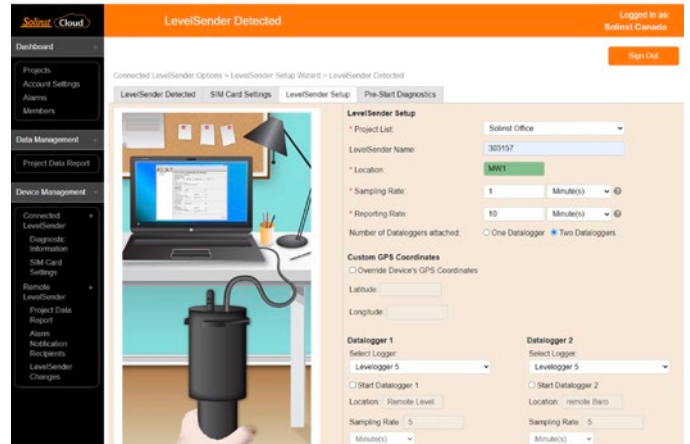 Solinst Cloud
LevelSender Detected
Logged in as:
Solinst Canada
Dashboard
Sign Out
Projects
Account Settings
Alarms
Members
Data Management
Project Data Report
Device Management
Connected LevelSender
Diagnostic Information
SIM Card Settings
Remote LevelSender
Project Data Report
Alarm Notification Recipients
LevelSender Changes
Connected LevelSender Options > LevelSender Setup Wizard > LevelSender Detected
LevelSender Detected SIM Card Settings LevelSender Setup Pre-Start Diagnostics
LevelSender Setup
* Project List: Solinst Office
LevelSender Name: 303157
* Location: MW1
* Sampling Rate: 1 Minute(s)
* Reporting Rate: 10 Minute(s)
Number of Dataloggers attached: One Datalogger Two Dataloggers
Custom GPS Coordinates
Override Device's GPS Coordinates
Latitude:
Longitude:
Datalogger 1 Datalogger 2
Select Logger: Select Logger:
Levelogger 5 Levelogger 5
Start Datalogger 1 Start Datalogger 2
Location: Remote Level Location: remote Baro
Sampling Rate: 5 Sampling Rate: 5
Minute(s) Minute(s)